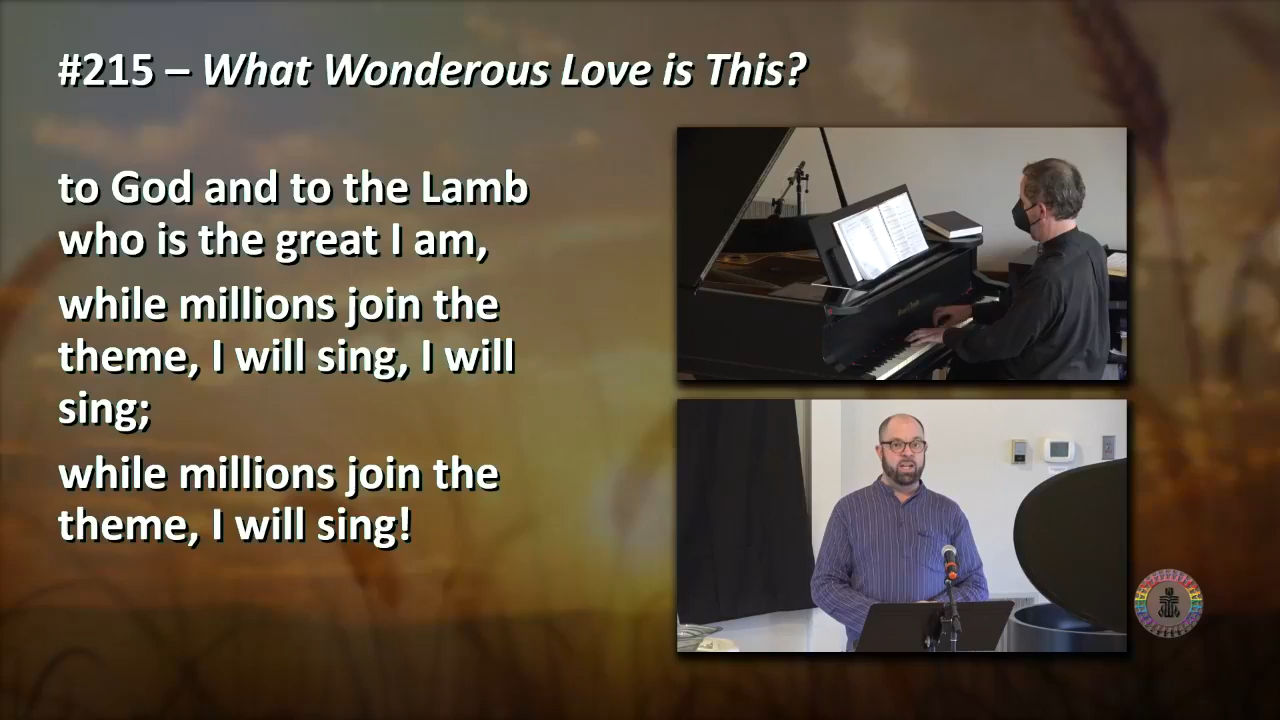 #215 – What Wonderous Love is This?
to God and to the Lamb
who is the great I am,
while millions join the
theme, I will sing, I will
sing;
while millions join the
theme, I will sing!